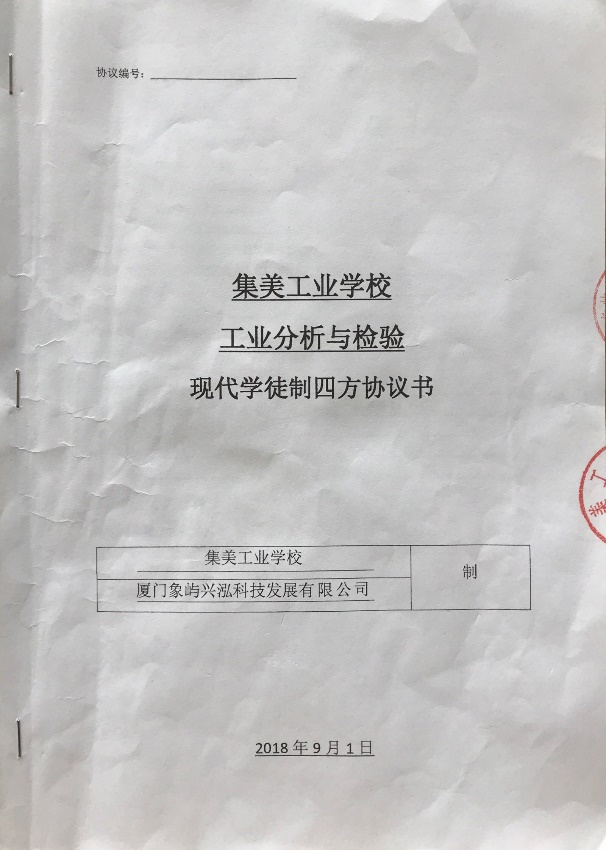 协议编号：
集美工业学校
工业分析与检验
现代学徒制四方协议书
集美工业学校
制
厦门象屿兴泓科技发展有限公司
2018年9月1日